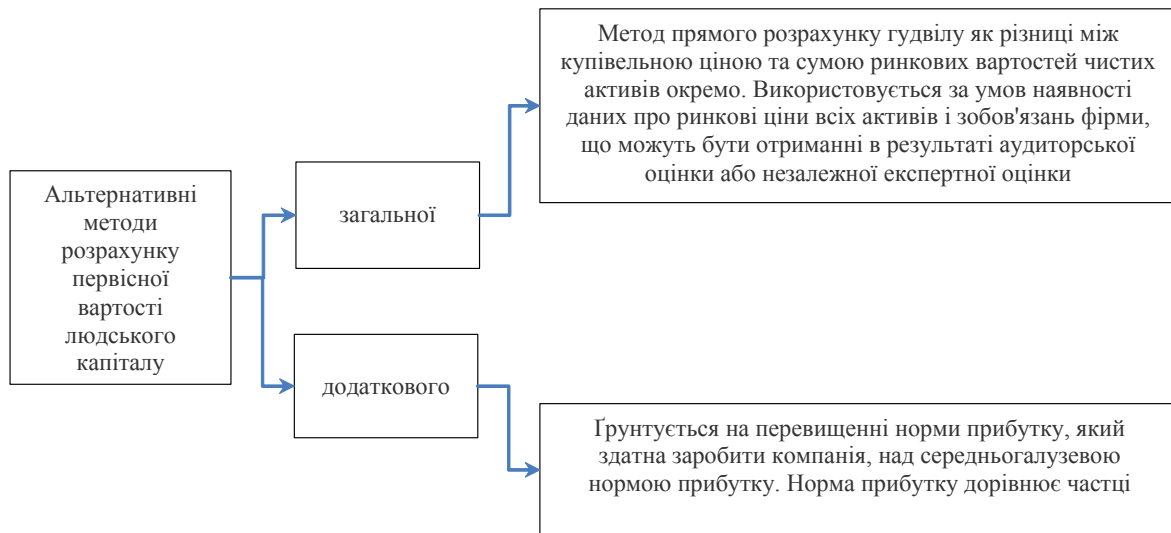 Альтернативні
методи
розрахунку
первісної
вартості
людського
капіталу
загальної
Метод прямого розрахунку гудвілу як різниці між
купівельною ціною та сумою ринкових вартостей чистих
активів окремо. Використовується за умов наявності
даних про ринкові ціни всіх активів і зобов'язань фірми,
що можуть бути отриманні в результаті аудиторської
оцінки або незалежної експертної оцінки
додаткового
Ґрунтується на перевищенні норми прибутку, який
здатна заробити компанія, над середньогалузевою
нормою прибутку. Норма прибутку дорівнює частці